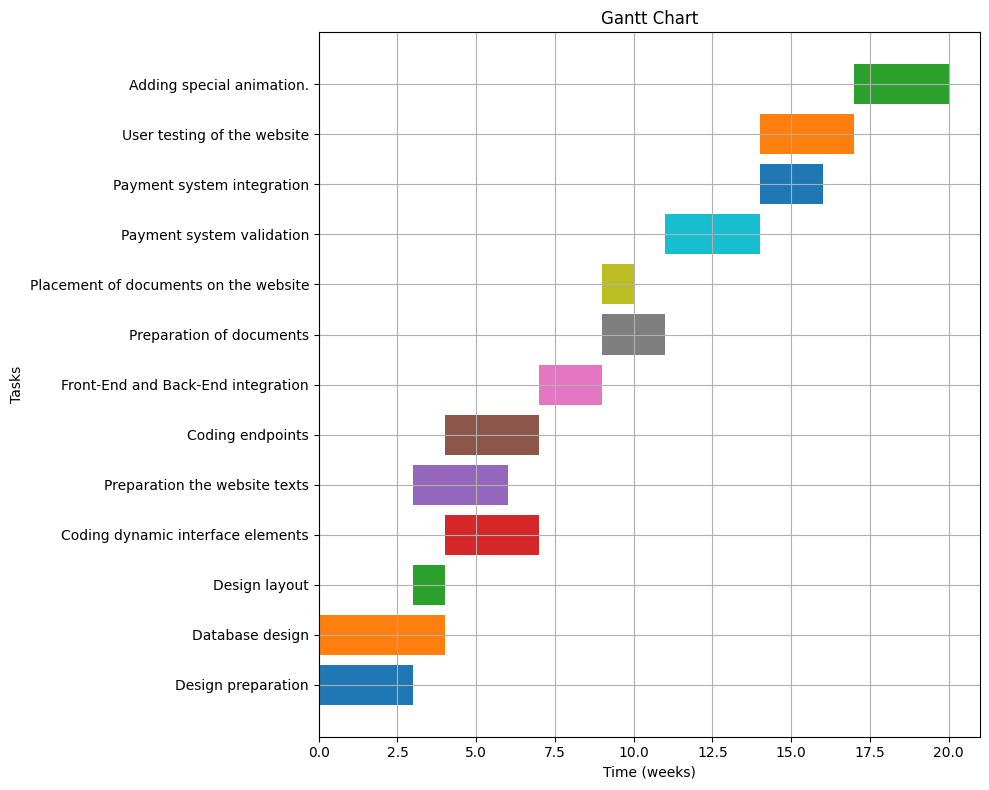 Gantt Chart
Adding special animation.
User testing of the website
Payment system integration
Payment system validation
Placement of documents on the website
Preparation of documents
Front-End and Back-End integration
Coding endpoints
Preparation the website texts
Coding dynamic interface elements
Design layout
Database design
Design preparation
Tasks
0.0 2.5 5.0 7.5 10.0 12.5 15.0 17.5 20.0
Time (weeks)